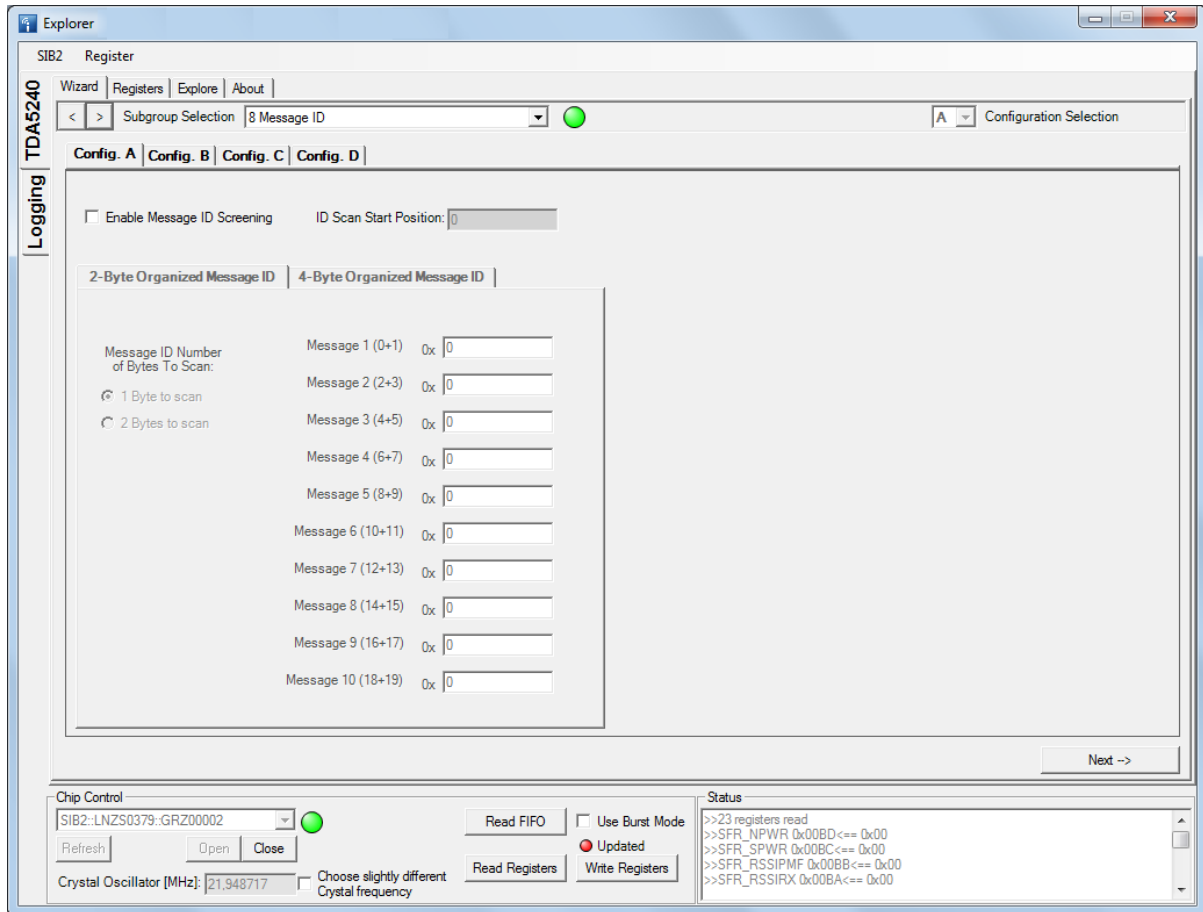 Explorer
SIB2 Register
TDA5240
Logging
Wizard Registers Explore About
< > Subgroup Selection 8 Message ID A Configuration Selection
Config. A Config. B Config. C Config. D
Enable Message ID Screening ID Scan Start Position: 0
2-Byte Organized Message ID 4-Byte Organized Message ID
Message ID Number
of Bytes To Scan:
1 Byte to scan
2 Bytes to scan
Message 1 (0+1) 0x 0
Message 2 (2+3) 0x 0
Message 3 (4+5) 0x 0
Message 4 (6+7) 0x 0
Message 5 (8+9) 0x 0
Message 6 (10+11) 0x 0
Message 7 (12+13) 0x 0
Message 8 (14+15) 0x 0
Message 9 (16+17) 0x 0
Message 10 (18+19) 0x 0
Next -->
Chip Control
SIB2::LNZS0379::GRZ00002
Refresh Open Close
Crystal Oscillator [MHz]: 21,948717
Choose slightly different
Crystal frequency
Read FIFO Use Burst Mode
Updated
Read Registers Write Registers
Status
>>23 registers read
>>SFR_NPWR 0x00BD<== 0x00
>>SFR_SPWR 0x00BC<== 0x00
>>SFR_RSSIPMF 0x00BB<== 0x00
>>SFR_RSSIRX 0x00BA<== 0x00